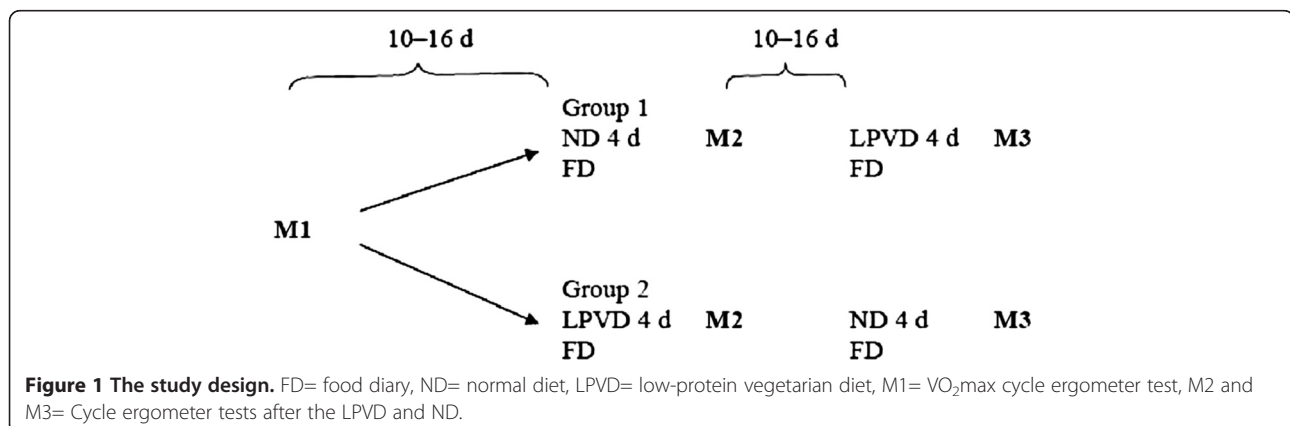 10–16 d 10–16 d
Group 1
ND 4 d M2 LPVD 4 d M3
FD FD
M1
Group 2
LPVD 4 d M2 ND 4 d M3
FD FD
Figure 1 The study design. FD= food diary, ND= normal diet, LPVD= low-protein vegetarian diet, M1= VO₂max cycle ergometer test, M2 and
M3= Cycle ergometer tests after the LPVD and ND.